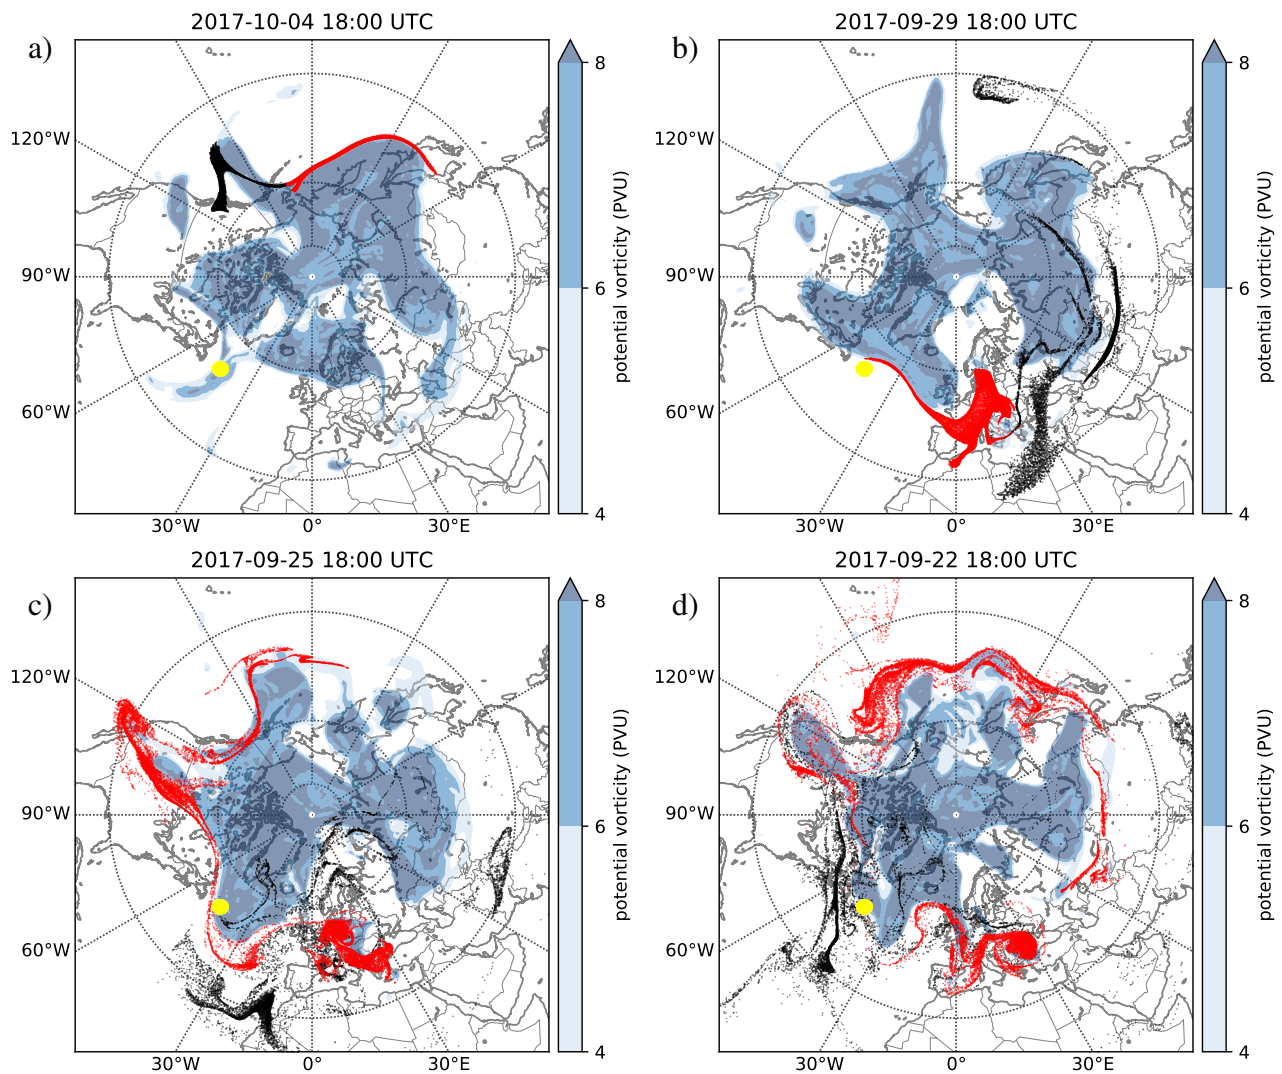 a)
2017-10-04 18:00 UTC
120°W
90°W
60°W
30°W 0° 30°E
8
6
4
potential vorticity (PVU)
b)
2017-09-29 18:00 UTC
120°W
90°W
60°W
30°W 0° 30°E
8
6
4
potential vorticity (PVU)
c)
2017-09-25 18:00 UTC
120°W
90°W
60°W
30°W 0° 30°E
8
6
4
potential vorticity (PVU)
d)
2017-09-22 18:00 UTC
120°W
90°W
60°W
30°W 0° 30°E
8
6
4
potential vorticity (PVU)